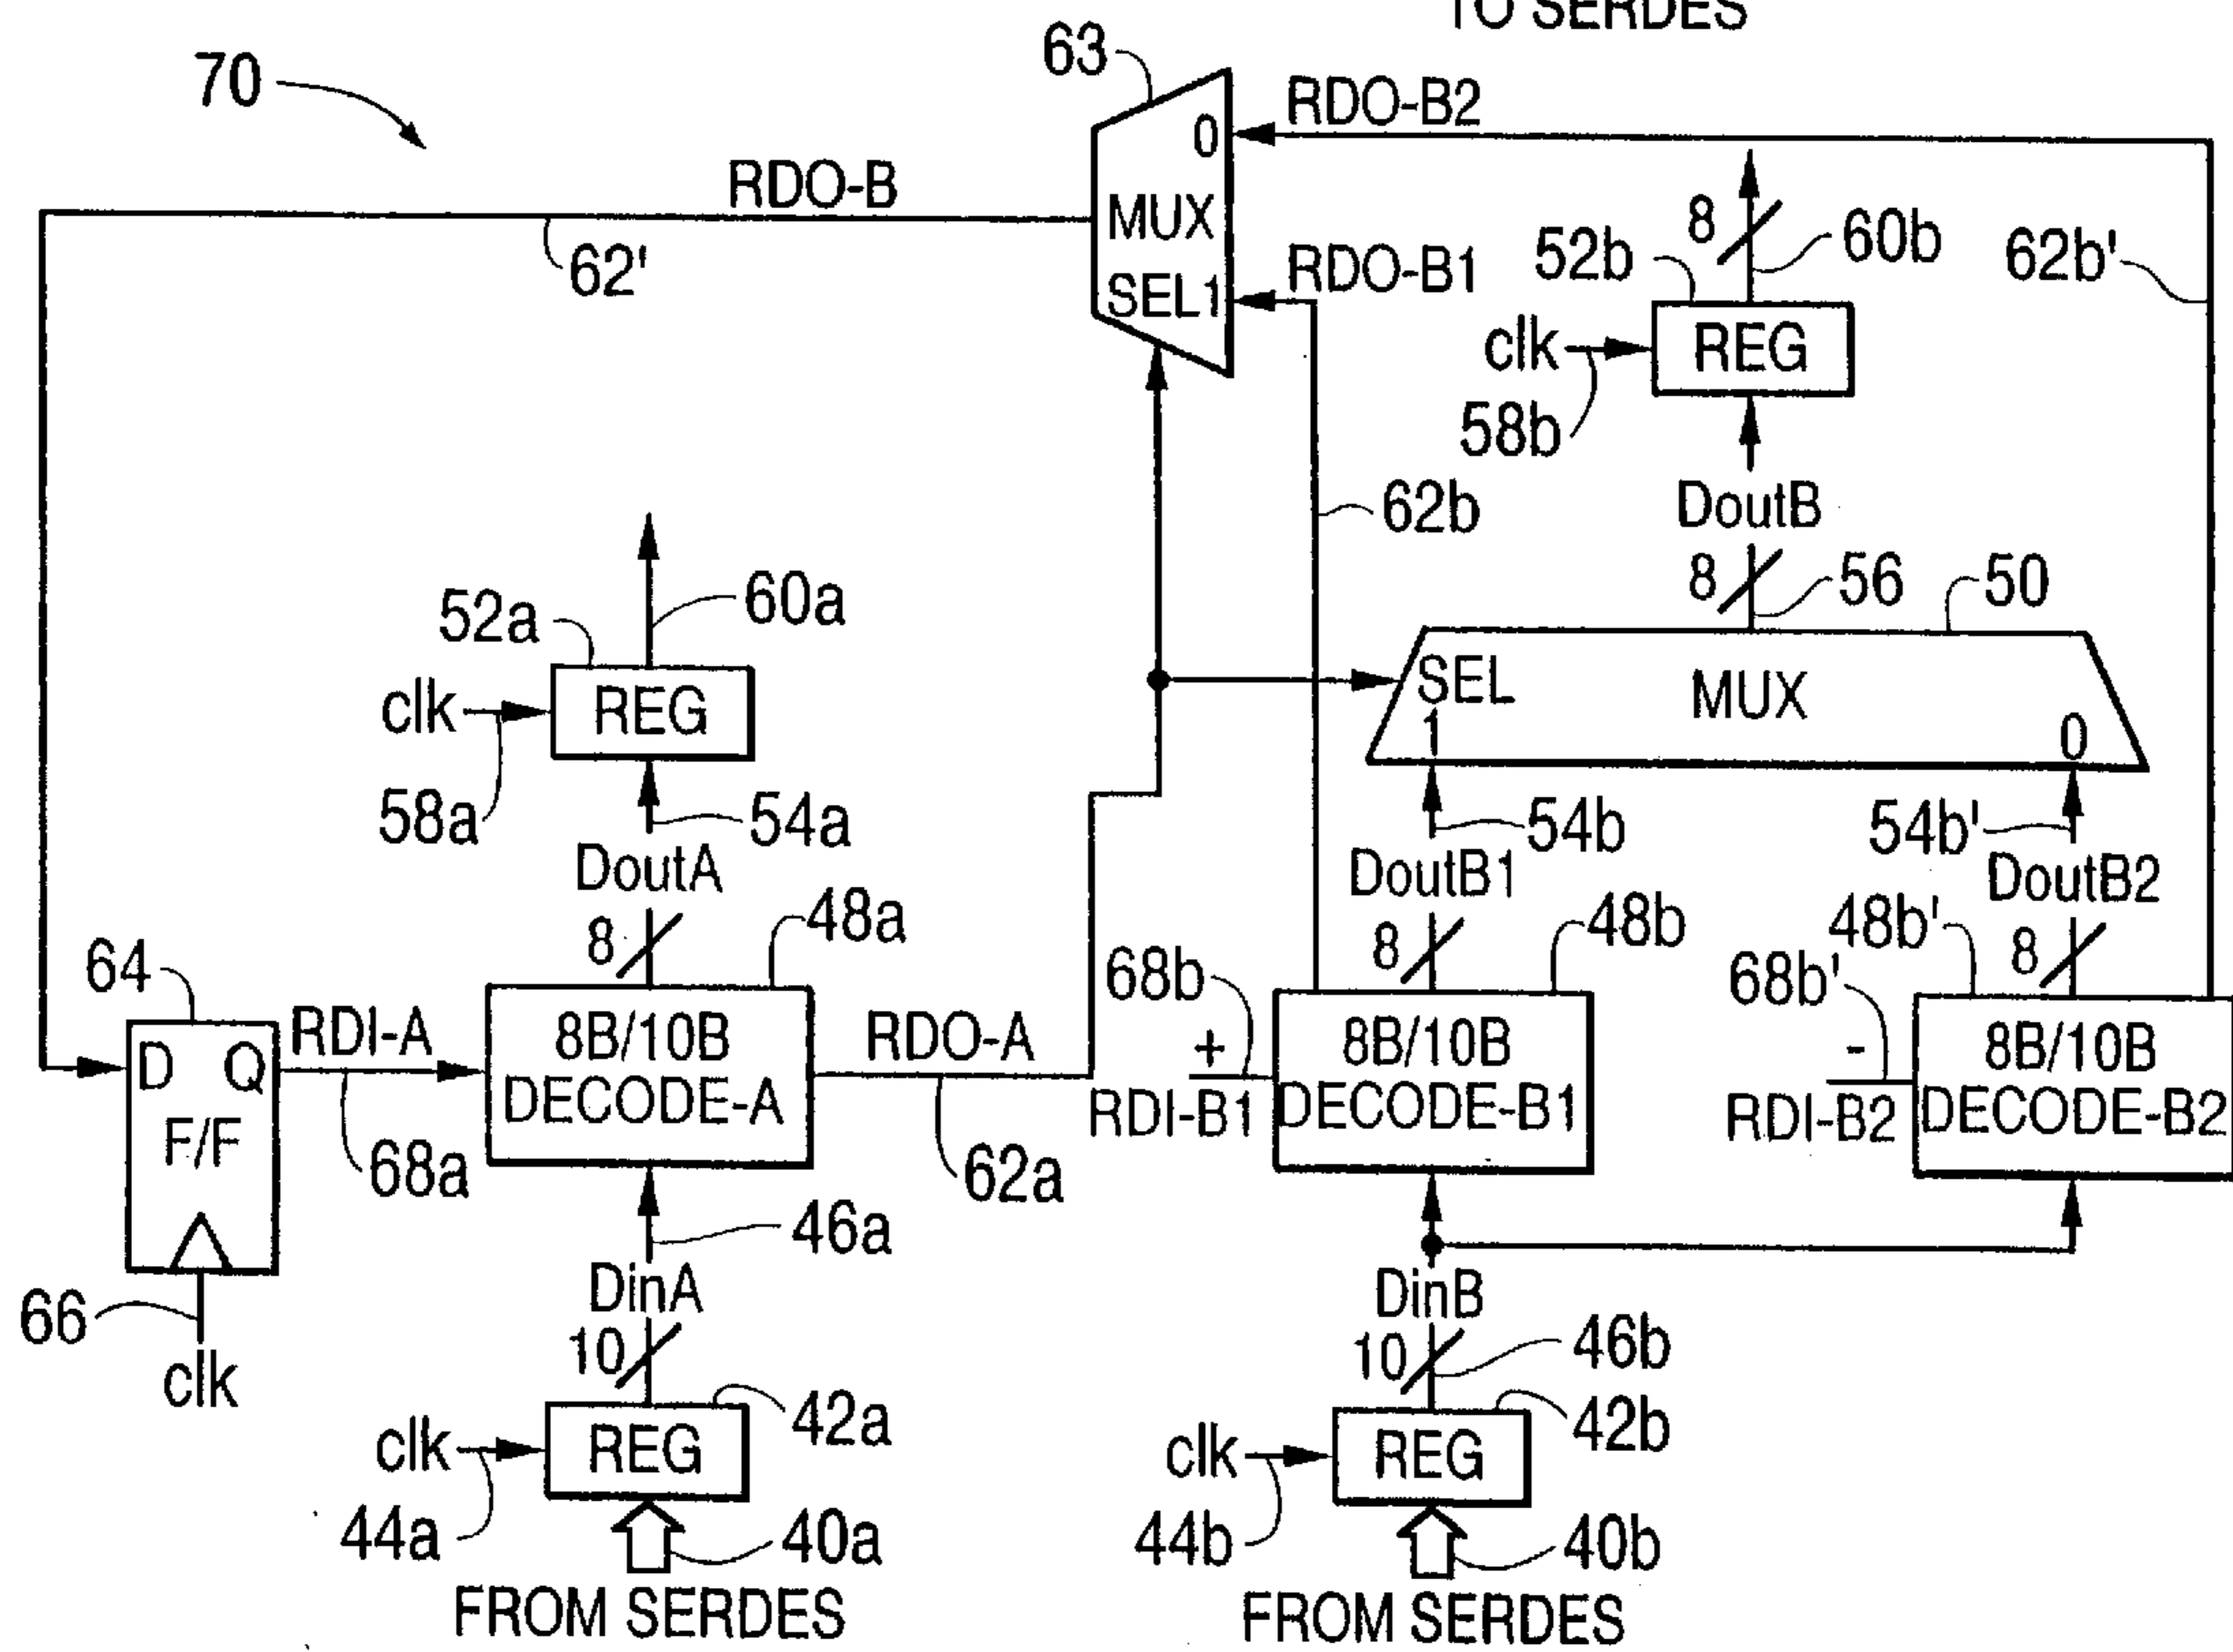 TO SERDES
70
63
0
RDO-B2
RDO-B
MUX
8
60b
62b'
62'
SEL1
RDO-B1
52b
clk
REG
58b
62b
DoutB
8
56
50
52a
60a
clk
REG
SEL
MUX
1
0
58a
54a
54b
54b'
DoutA
DoutB1
DoutB2
8
48a
8
48b
8
48b'
64
RDI-A
D Q
F/F
8B/10B
DECODE-A
RDO-A
68b
+
RDI-B1
8B/10B
DECODE-B1
68b'
-
RDI-B2
8B/10B
DECODE-B2
68a
62a
66
clk
46a
DinA
10
DinB
10
46b
42a
42b
clk
REG
clk
REG
44a
40a
44b
40b
FROM SERDES
FROM SERDES